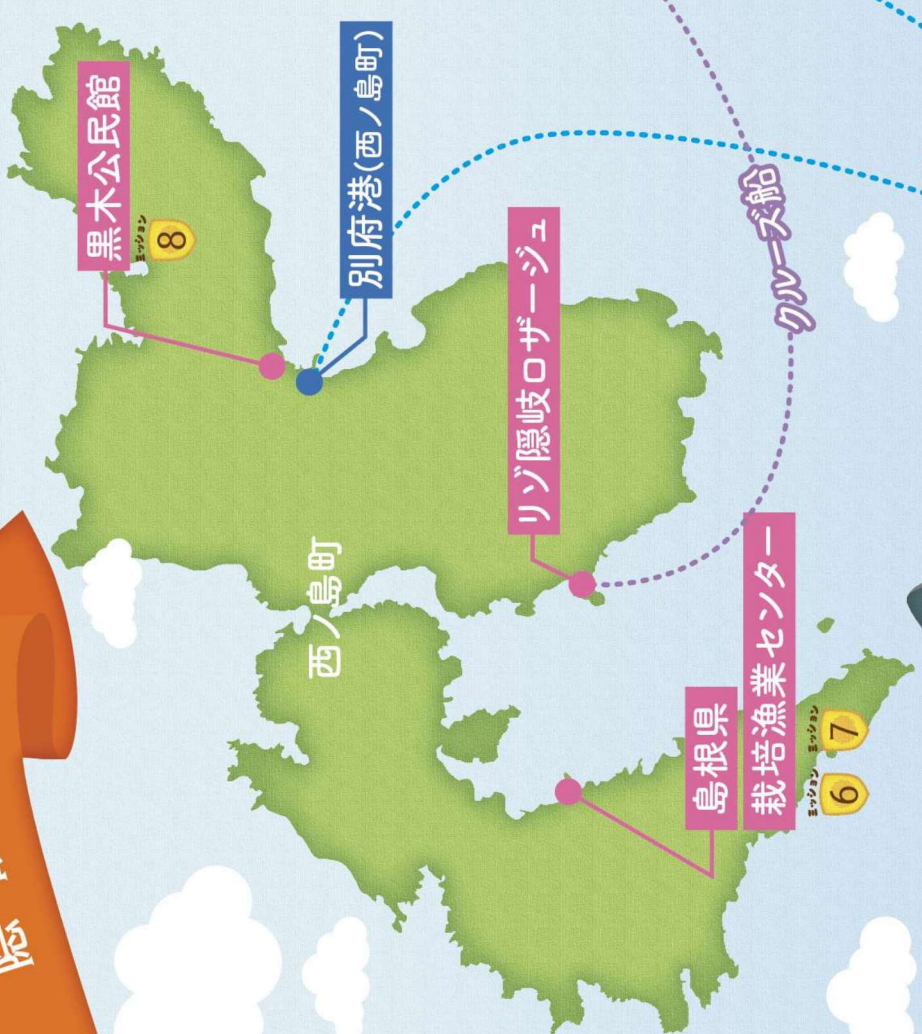 黒木公民館
ミッション
8
別府港(西ノ島町)
西ノ島町
リゾ隠岐ロザージュ
クルーズ船
島根県
栽培漁業センター
ミッション
6
ミッション
7